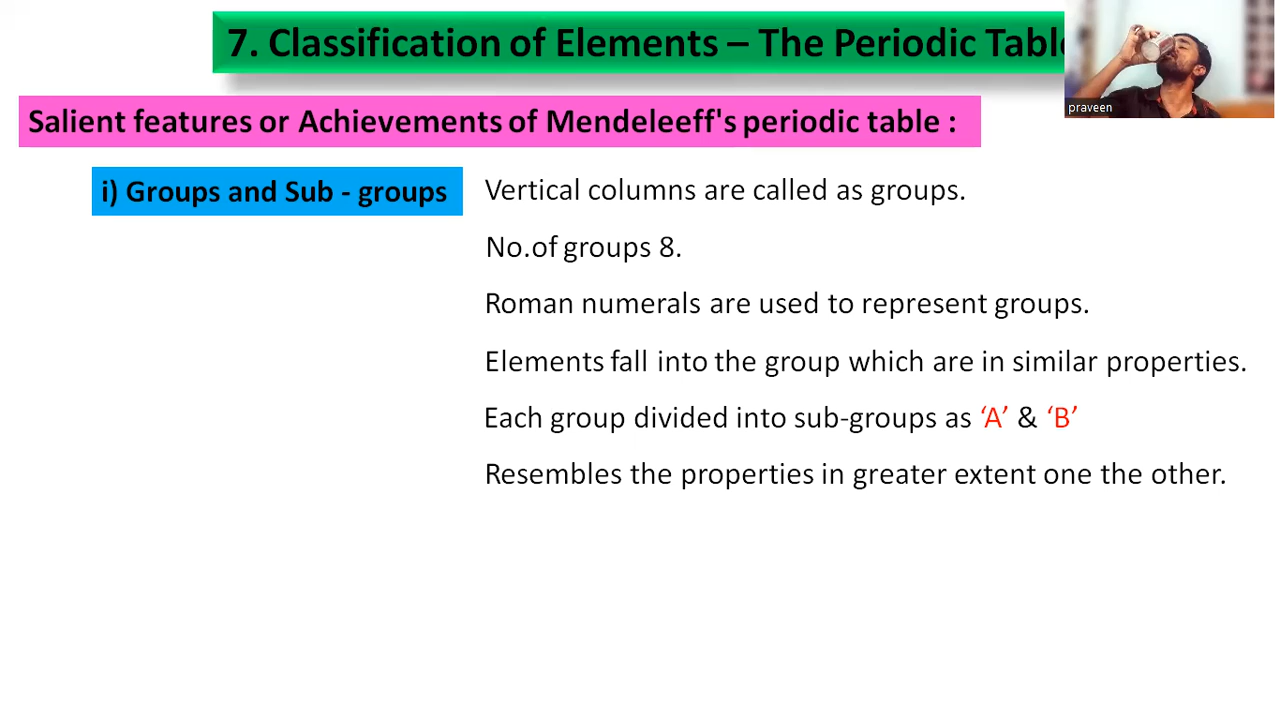 7. Classification of Elements – The Periodic Table
praveen
Salient features or Achievements of Mendeleeff's periodic table :
i) Groups and Sub - groups
Vertical columns are called as groups.
No.of groups 8.
Roman numerals are used to represent groups.
Elements fall into the group which are in similar properties.
Each group divided into sub-groups as ‘A’ & ‘B’
Resembles the properties in greater extent one the other.